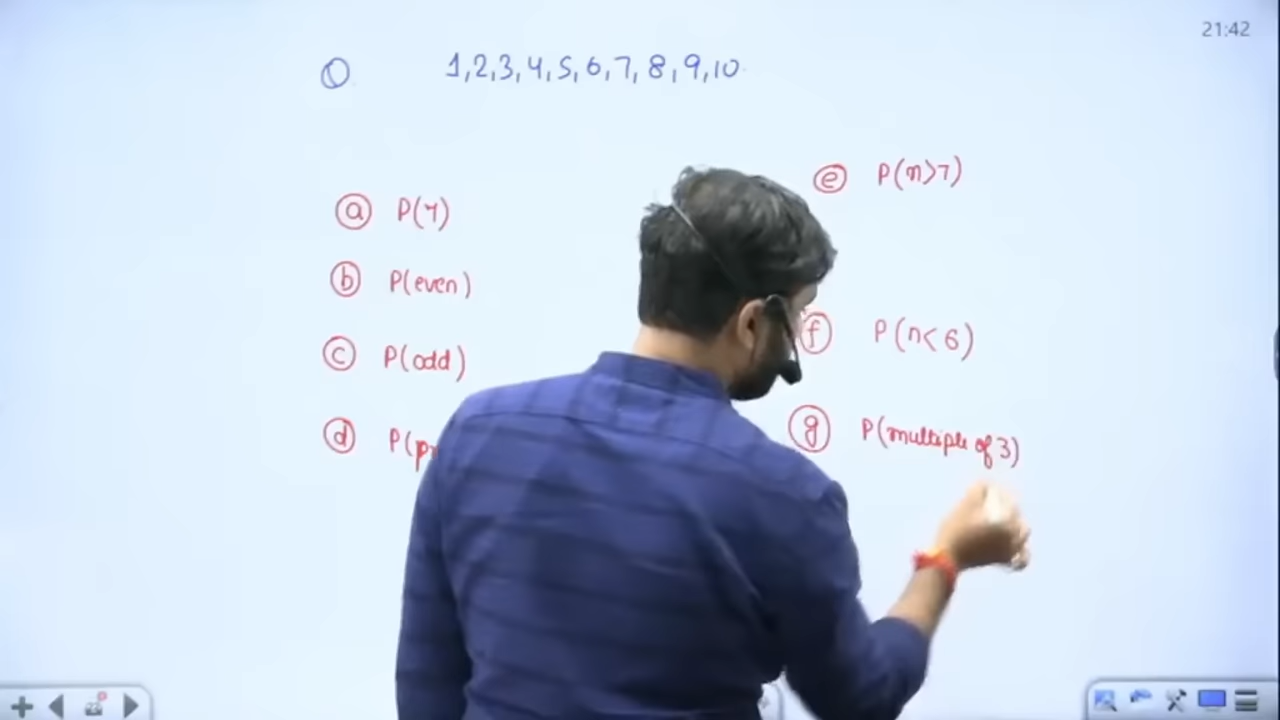 Q 1,2,3,4,5,6,7,8,9,10
a P(4)
b P(even)
c P(odd)
d
e P(n>7)
f P(n<6)
g P(multiple of 3)
21:42